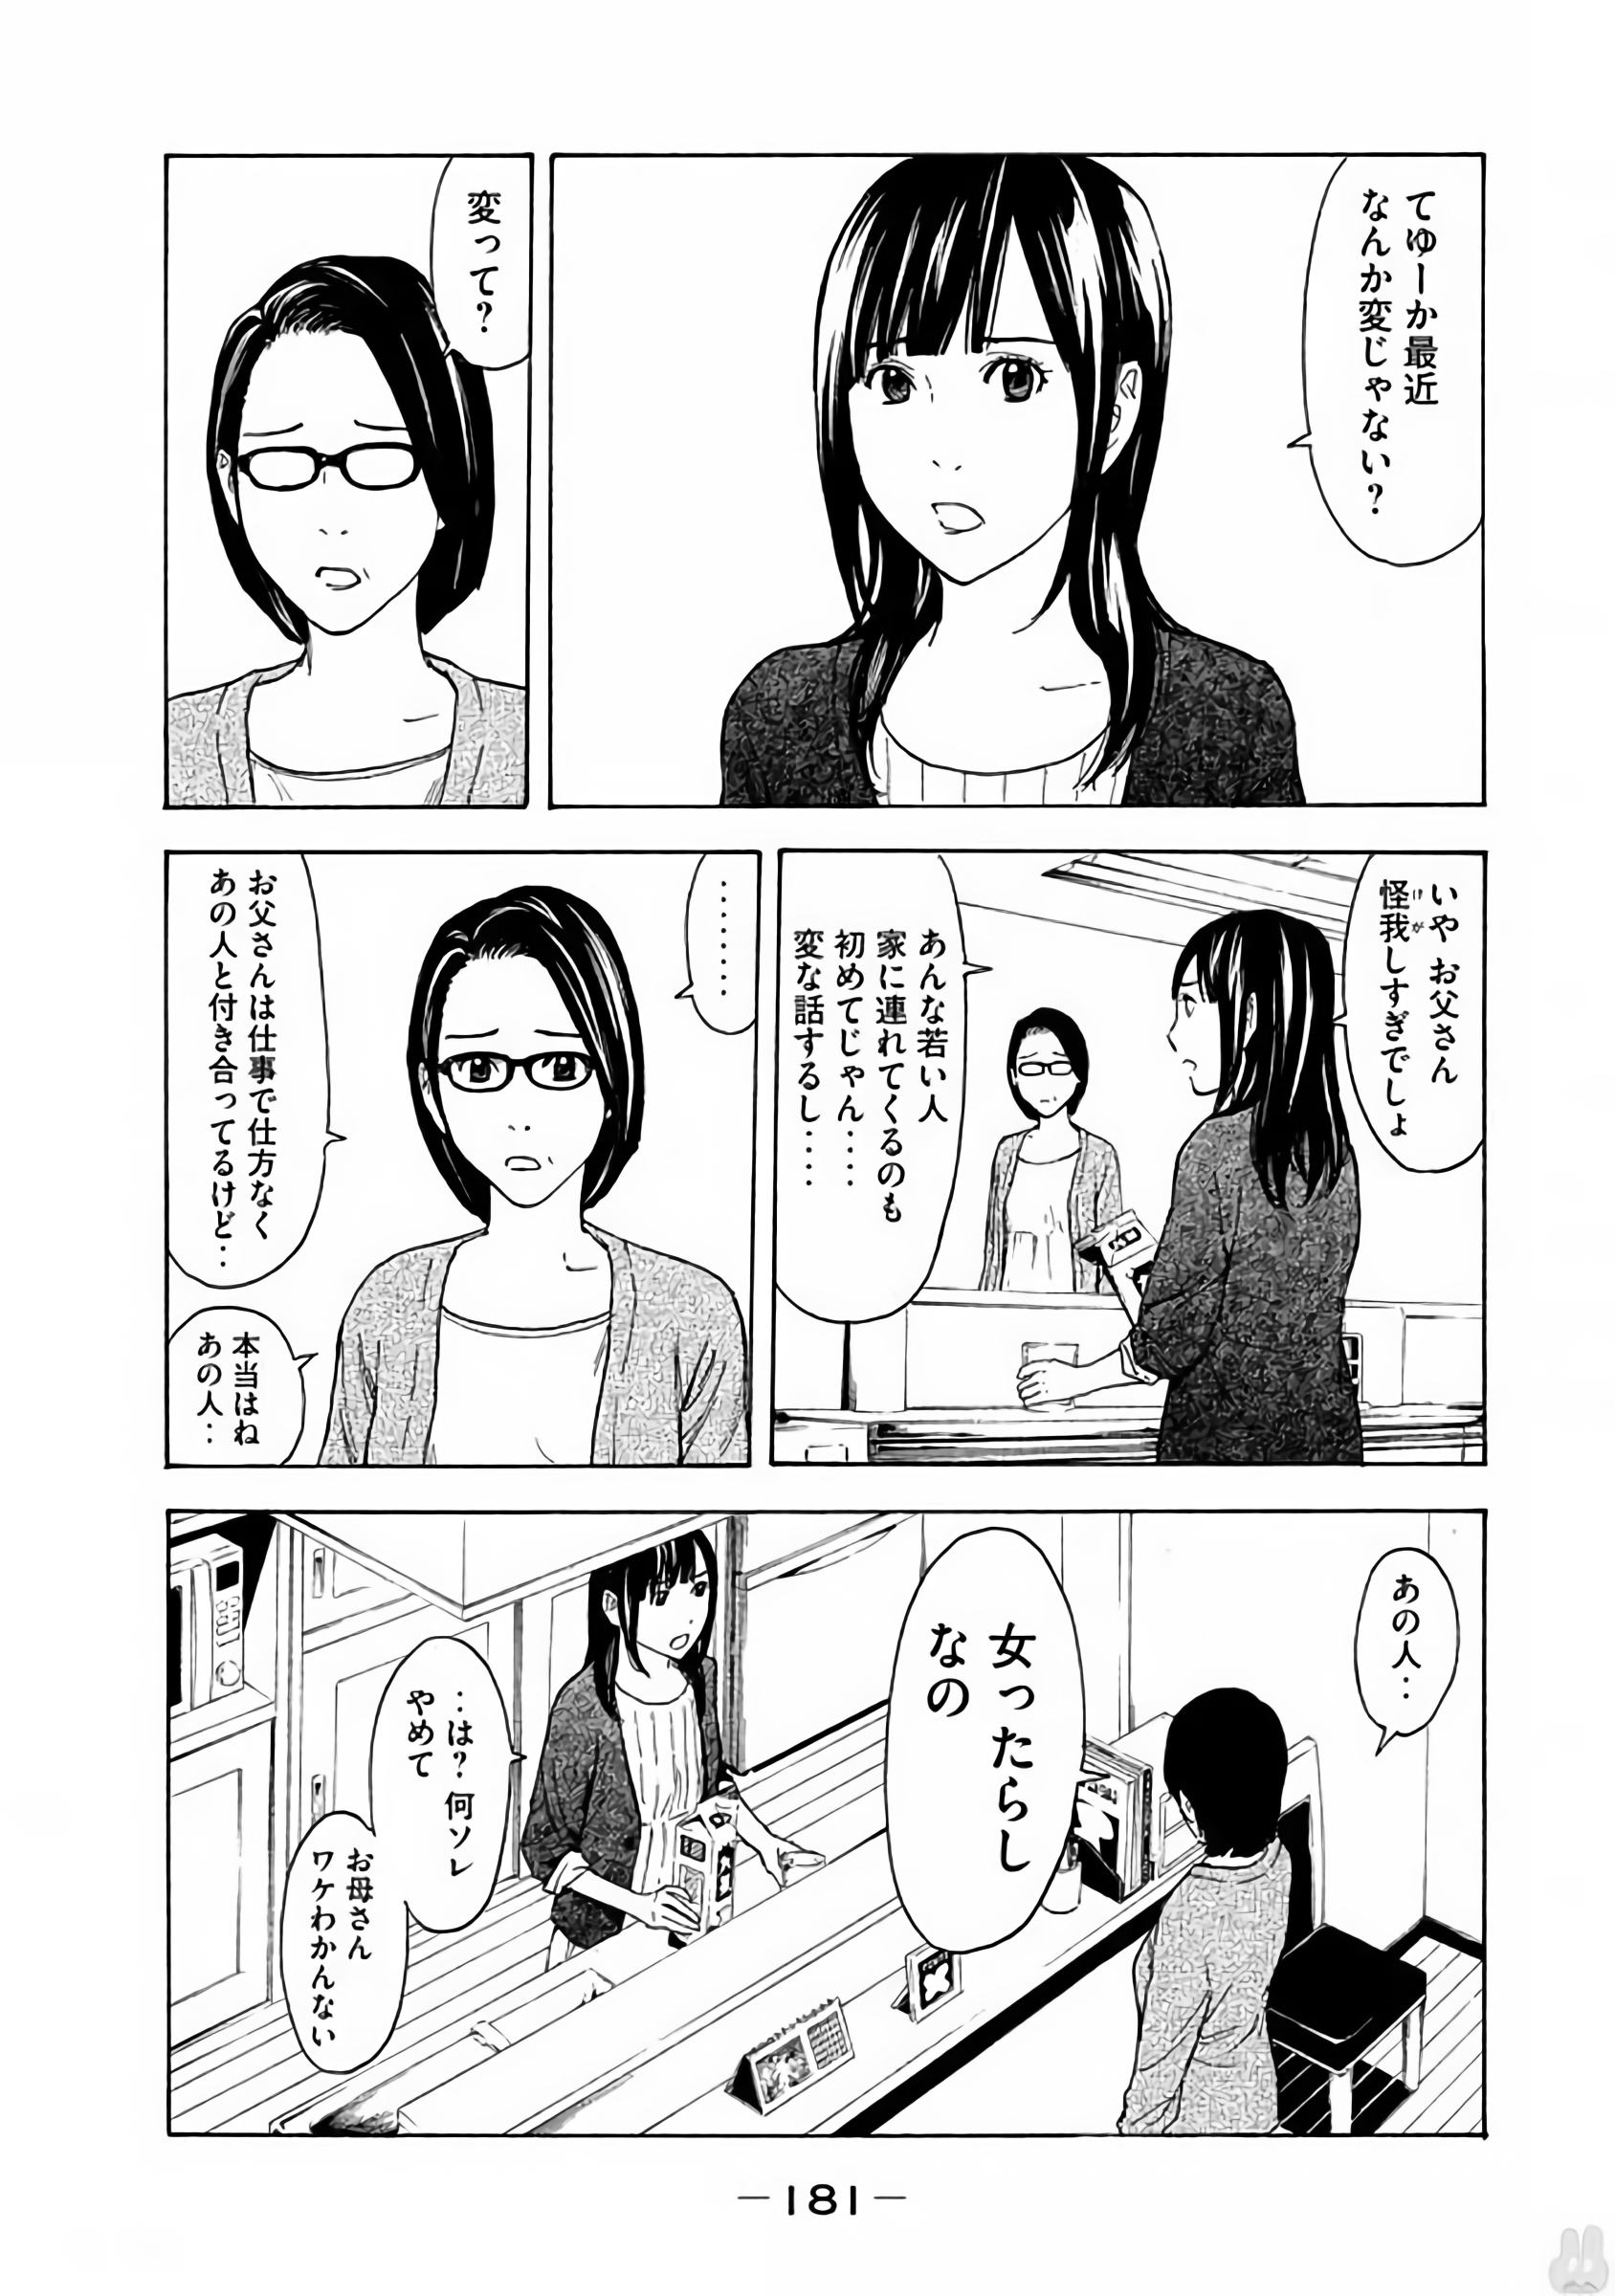 てゆーか最近
なんか変じゃない?
変って?
いや お父さん
怪我しすぎでしょ
けが
あんな若い人
家に連れてくるのも
初めてじゃん‥‥
変な話するし‥‥
‥‥‥‥
お父さんは仕事で仕方なく
あの人と付き合ってるけど‥
本当はね
あの人‥
あの人‥
女ったらし
なの
‥は? 何ソレ
やめて
お母さん
ワケわかんない
―181―